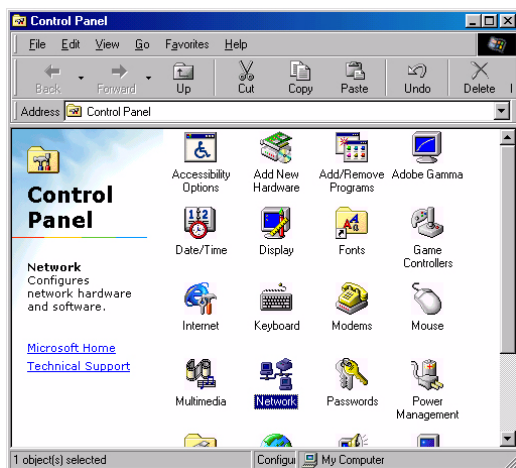 Control Panel
File Edit View Go Favorites Help
Back Forward Up Cut Copy Paste Undo Delete
Address Control Panel
Control
Panel
Network
Configures
network hardware
and software.
Microsoft Home
Technical Support
Accessibility
Options
Add New
Hardware
Add/Remove
Programs
Adobe Gamma
Date/Time
Display
Fonts
Game
Controllers
Internet
Keyboard
Modems
Mouse
Multimedia
Network
Passwords
Power
Management
1 object(s) selected
Configui
My Computer